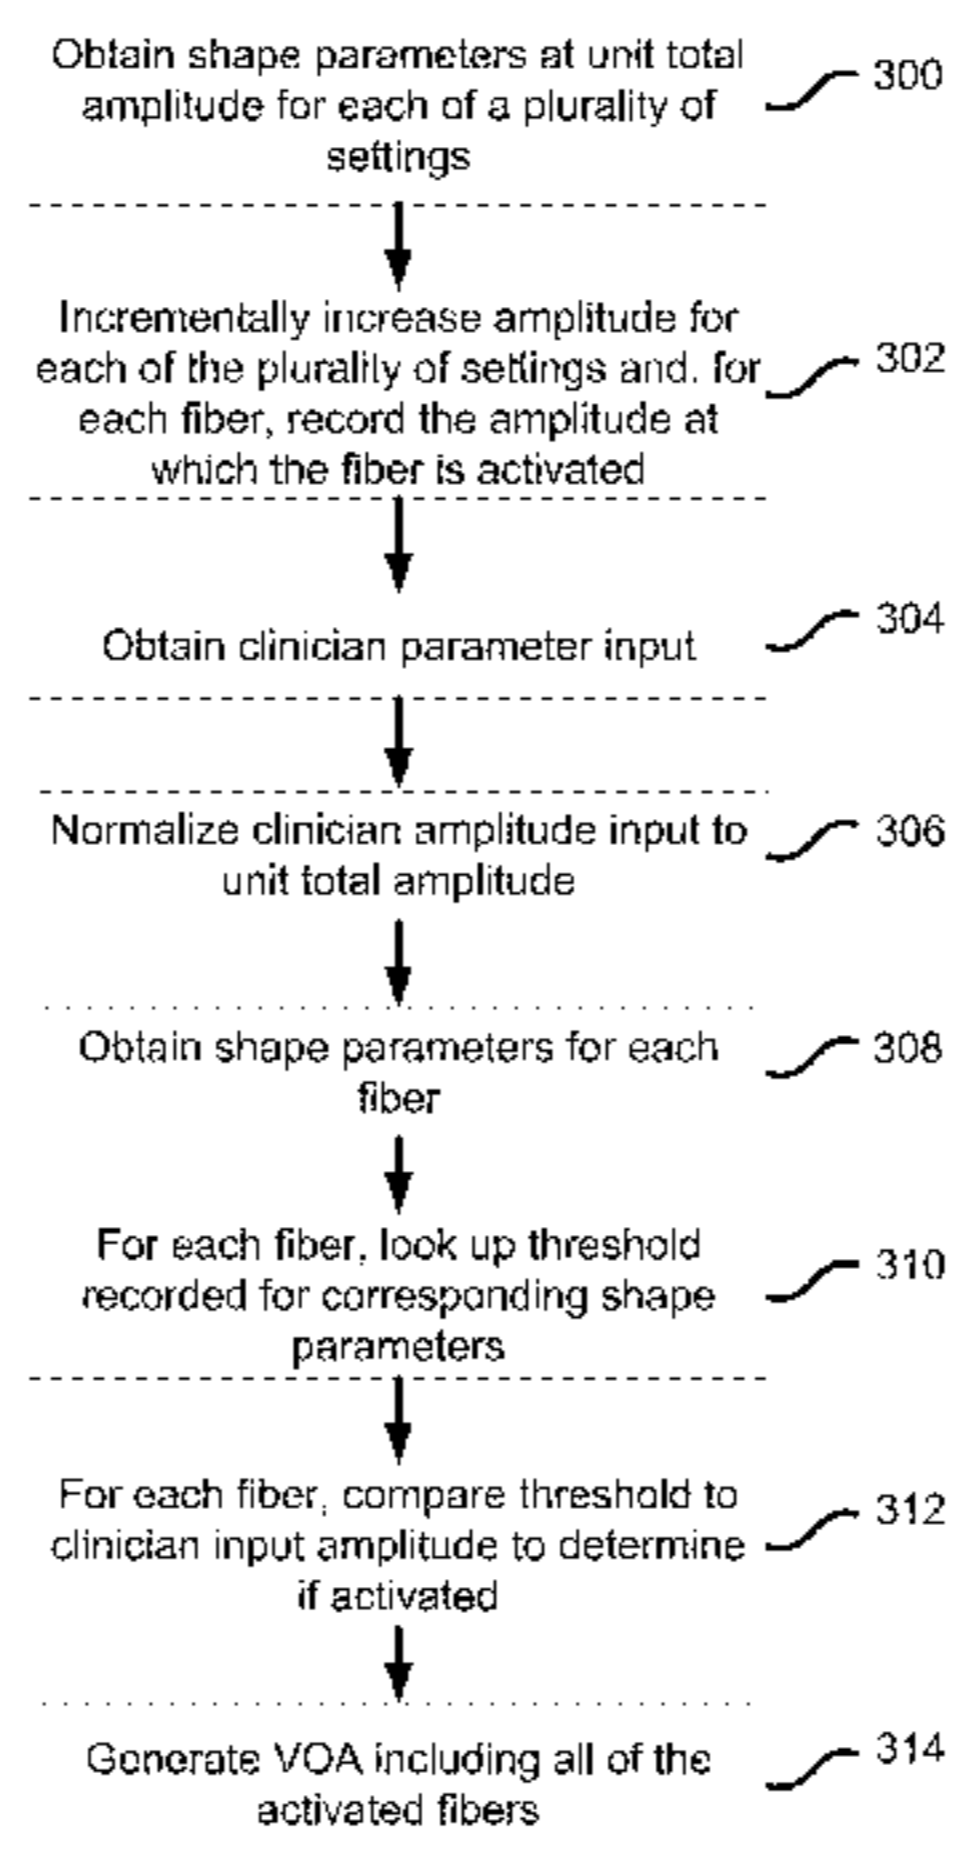 Obtain shape parameters at unit total
amplitude for each of a plurality of
settings
300
Incrementally increase amplitude for
each of the plurality of settings and. for
each fiber, record the amplitude at
which the fiber is activated
302
Obtain clinician parameter input
304
Normalize clinician amplitude input to
unit total amplitude
306
Obtain shape parameters for each
fiber
308
For each fiber, look up threshold
recorded for corresponding shape
parameters
310
For each fiber, compare threshold to
clinician input amplitude to determine
if activated
312
Generate VOA including all of the
activated fibers
314